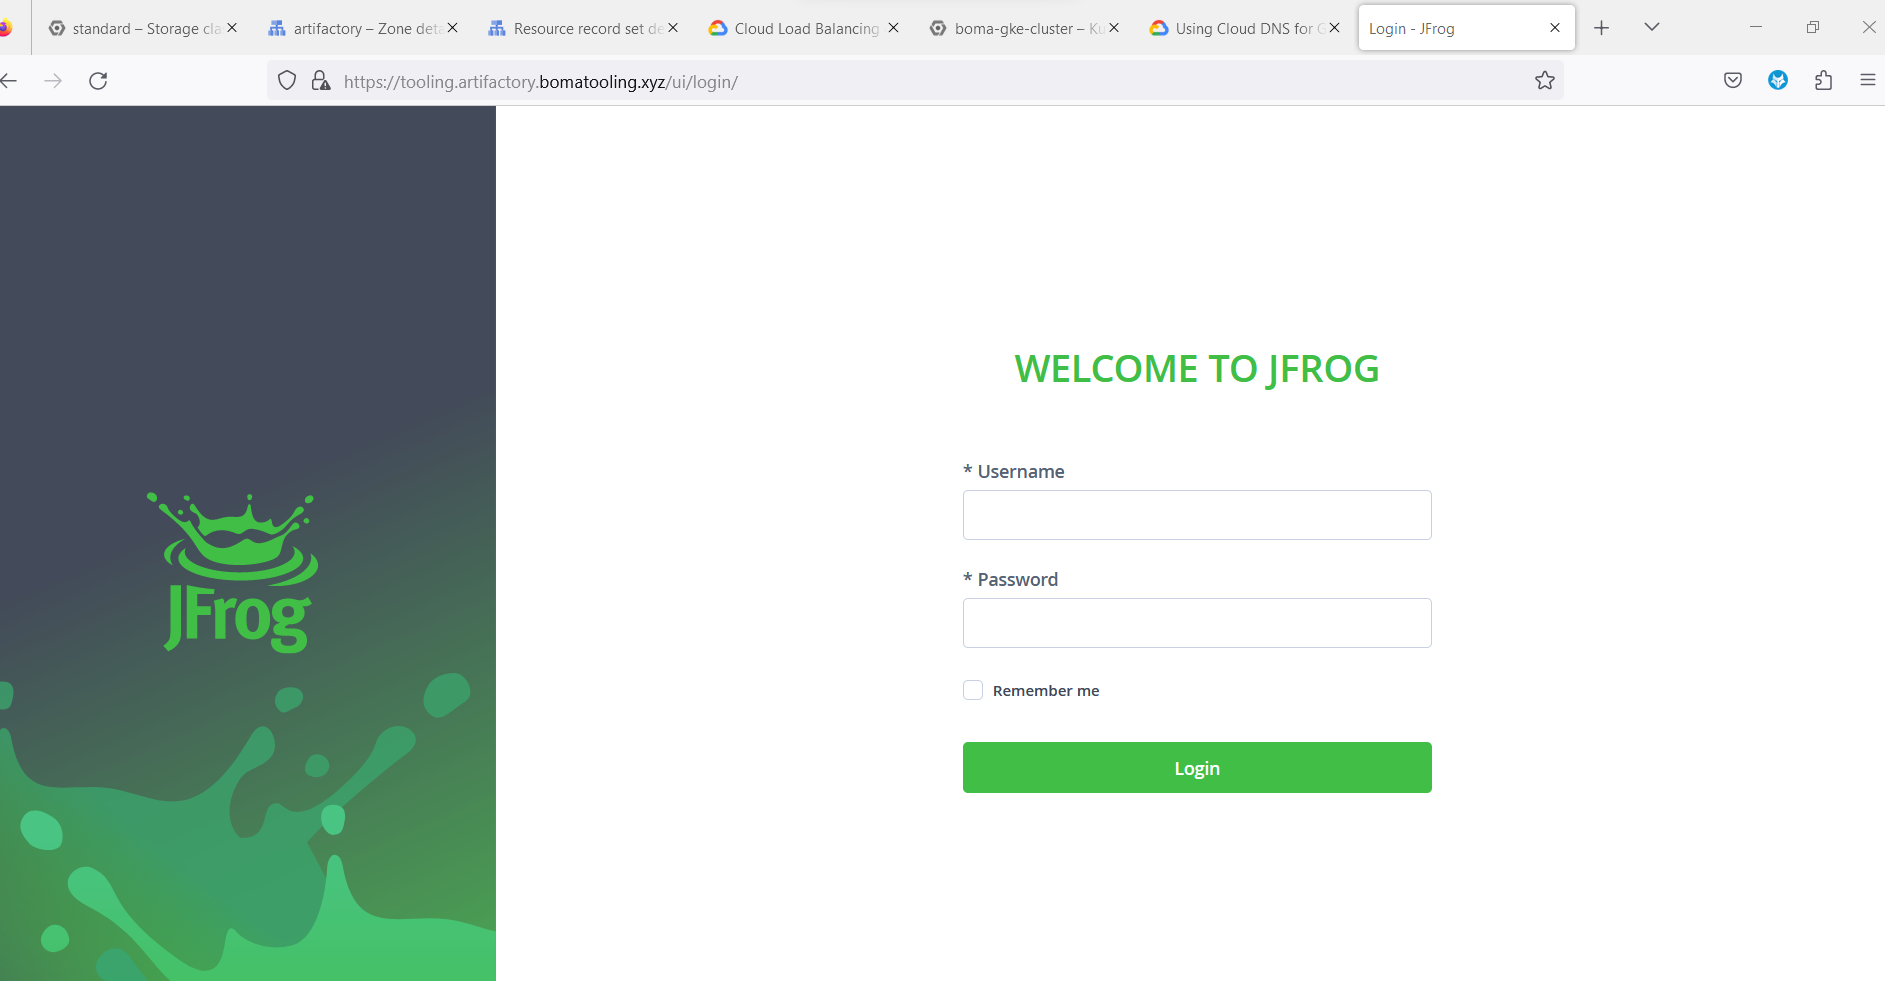 standard – Storage cla
artifactory – Zone deta
Resource record set de
Cloud Load Balancing
boma-gke-cluster – Ku
Using Cloud DNS for G
Login - JFrog
https://tooling.artifactory.bomatooling.xyz/ui/login/
WELCOME TO JFROG
* Username
* Password
Remember me
Login
JFrog